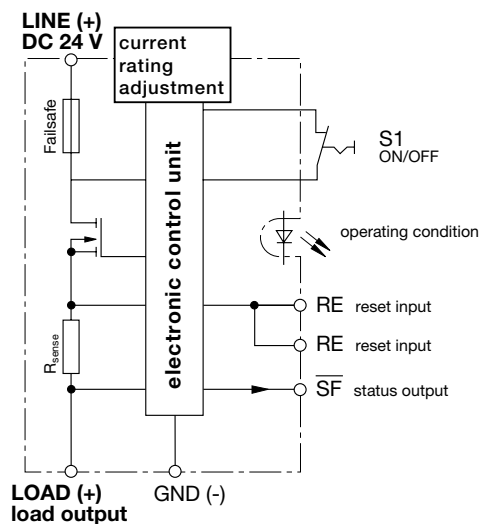 LINE (+)
DC 24 V
current
rating
adjustment
Failsafe
S1
ON/OFF
electronic control unit
operating condition
RE reset input
Rsense
RE reset input
S̅F̅ status output
LOAD (+)
load output
GND (-)